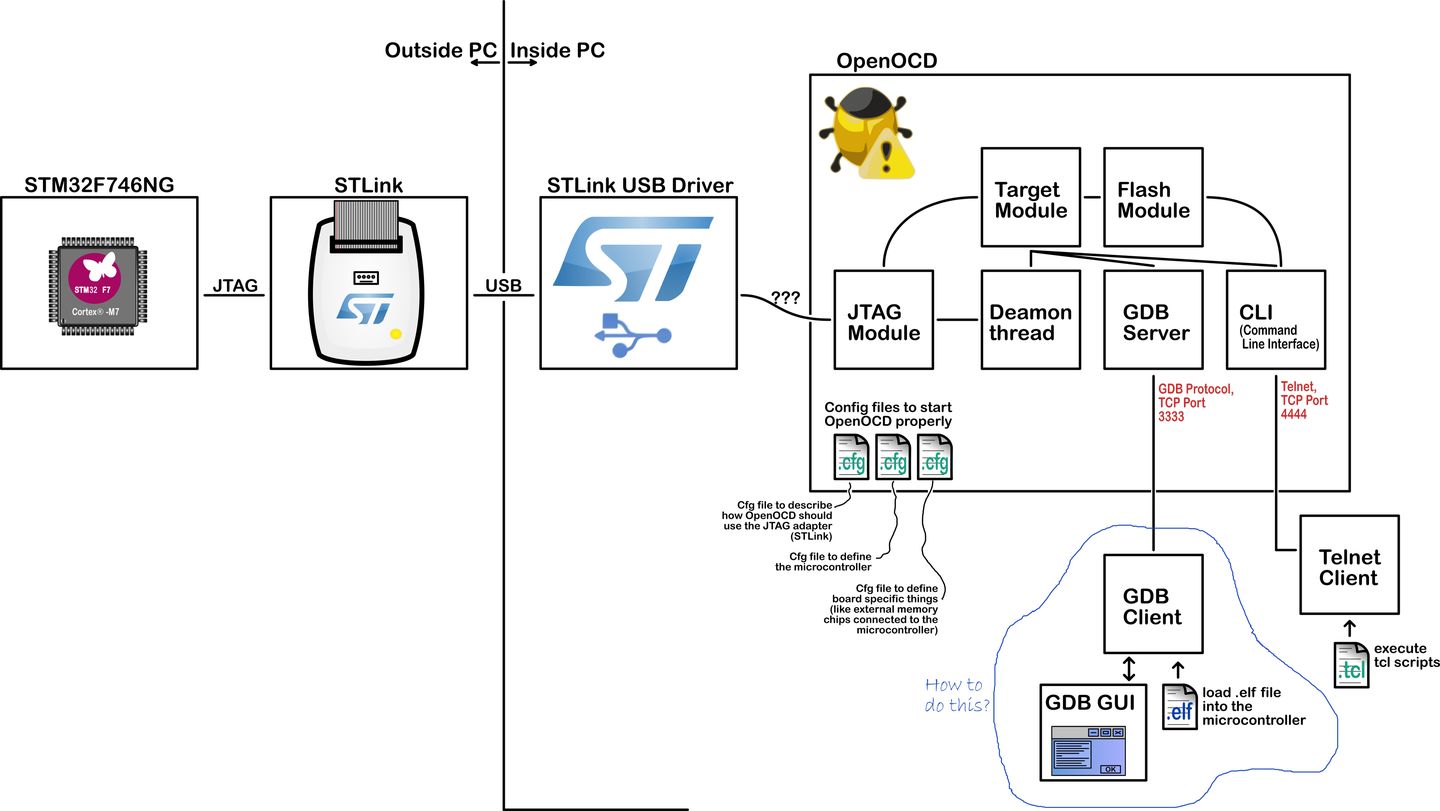 Outside PC
Inside PC
OpenOCD
STM32F746NG
STM32 F7
Cortex® -M7
JTAG
STLink
ST
USB
STLink USB Driver
ST
???
Target
Module
Flash
Module
JTAG
Module
Deamon
thread
GDB
Server
CLI
(Command
Line Interface)
GDB Protocol,
TCP Port
3333
Telnet,
TCP Port
4444
Config files to start
OpenOCD properly
.cfg
.cfg
.cfg
Cfg file to describe
how OpenOCD should
use the JTAG adapter
(STLink)
Cfg file to define
the microcontroller
Cfg file to define
board specific things
(like external memory
chips connected to the
microcontroller)
GDB
Client
Telnet
Client
execute
tcl scripts
.tcl
How to
do this?
GDB GUI
OK
.elf
load .elf file
into the
microcontroller